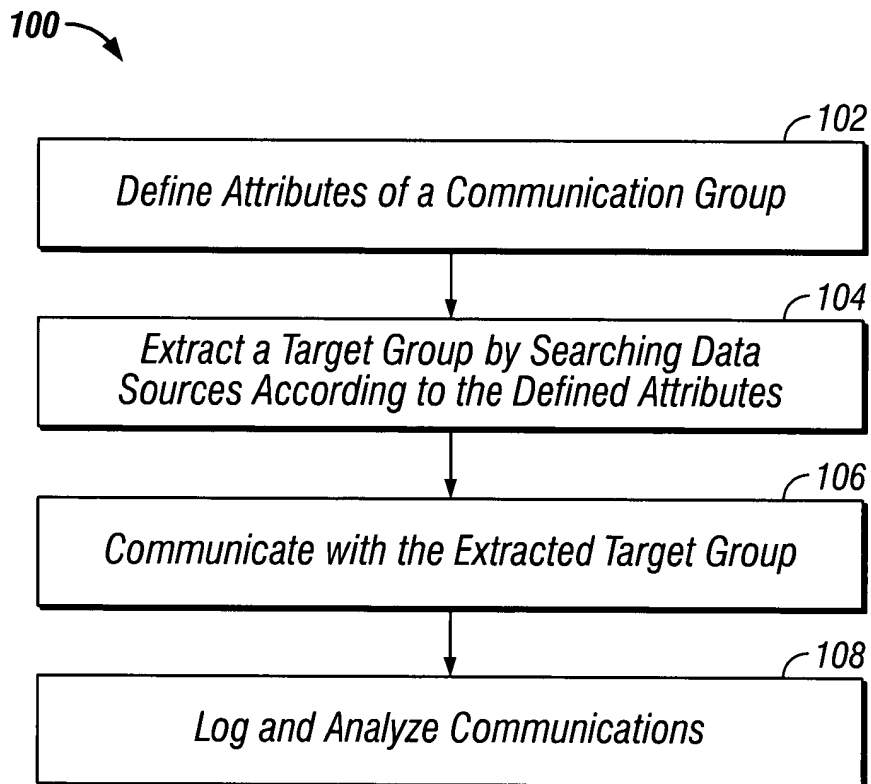 100
102
Define Attributes of a Communication Group
104
Extract a Target Group by Searching Data
Sources According to the Defined Attributes
106
Communicate with the Extracted Target Group
108
Log and Analyze Communications